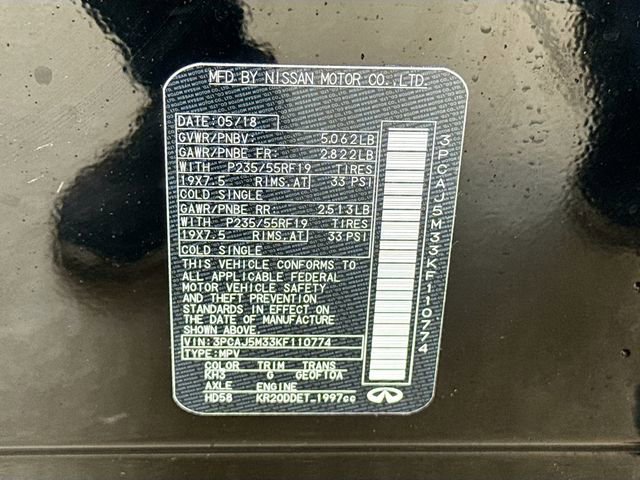 MFD BY NISSAN MOTOR CO.,LTD.
DATE:05/18
GVWR/PNBV: 5,062LB
GAWR/PNBE FR: 2,822LB
WITH P235/55RF19 TIRES
19X7.5 RIMS,AT 33 PSI
COLD SINGLE
GAWR/PNBE RR: 2,513LB
WITH P235/55RF19 TIRES
19X7.5 RIMS,AT 33 PSI
COLD SINGLE
THIS VEHICLE CONFORMS TO
ALL APPLICABLE FEDERAL
MOTOR VEHICLE SAFETY
AND THEFT PREVENTION
STANDARDS IN EFFECT ON
THE DATE OF MANUFACTURE
SHOWN ABOVE.
VIN: 3PCAJ5M33KF110774
TYPE:MPV
COLOR TRIM TRANS
KH3 G GE0F10A
AXLE ENGINE
HD58 KR20DDET-1997cc
3PCAJ5M33KF110774